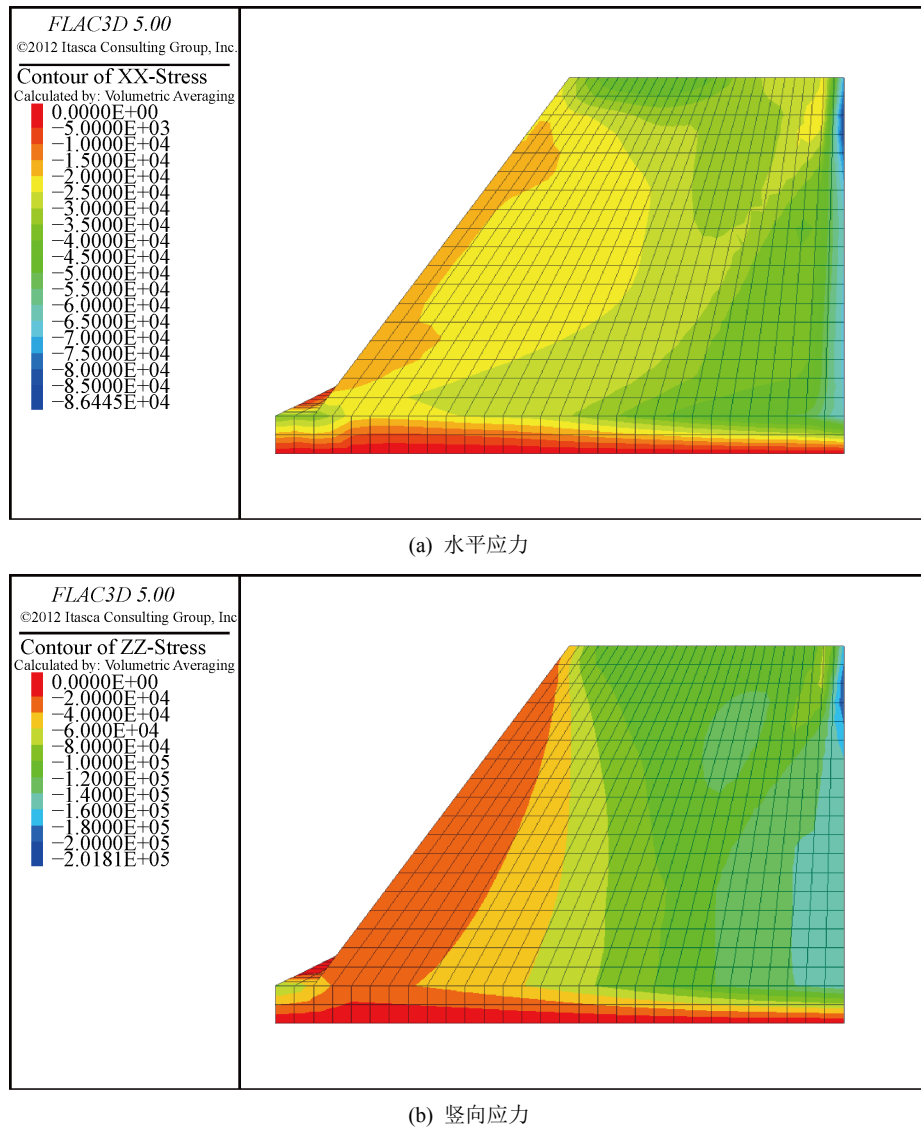 FLAC3D 5.00
©2012 Itasca Consulting Group, Inc.
Contour of XX-Stress
Calculated by: Volumetric Averaging
0.0000E+00
−5.0000E+03
−1.0000E+04
−1.5000E+04
−2.0000E+04
−2.5000E+04
−3.0000E+04
−3.5000E+04
−4.0000E+04
−4.5000E+04
−5.0000E+04
−5.5000E+04
−6.0000E+04
−6.5000E+04
−7.0000E+04
−7.5000E+04
−8.0000E+04
−8.5000E+04
−8.6445E+04
(a) 水平应力
FLAC3D 5.00
©2012 Itasca Consulting Group, Inc
Contour of ZZ-Stress
Calculated by: Volumetric Averaging
0.0000E+00
−2.0000E+04
−4.0000E+04
−6.000E+04
−8.0000E+04
−1.0000E+05
−1.2000E+05
−1.4000E+05
−1.6000E+05
−1.8000E+05
−2.0000E+05
−2.0181E+05
(b) 竖向应力